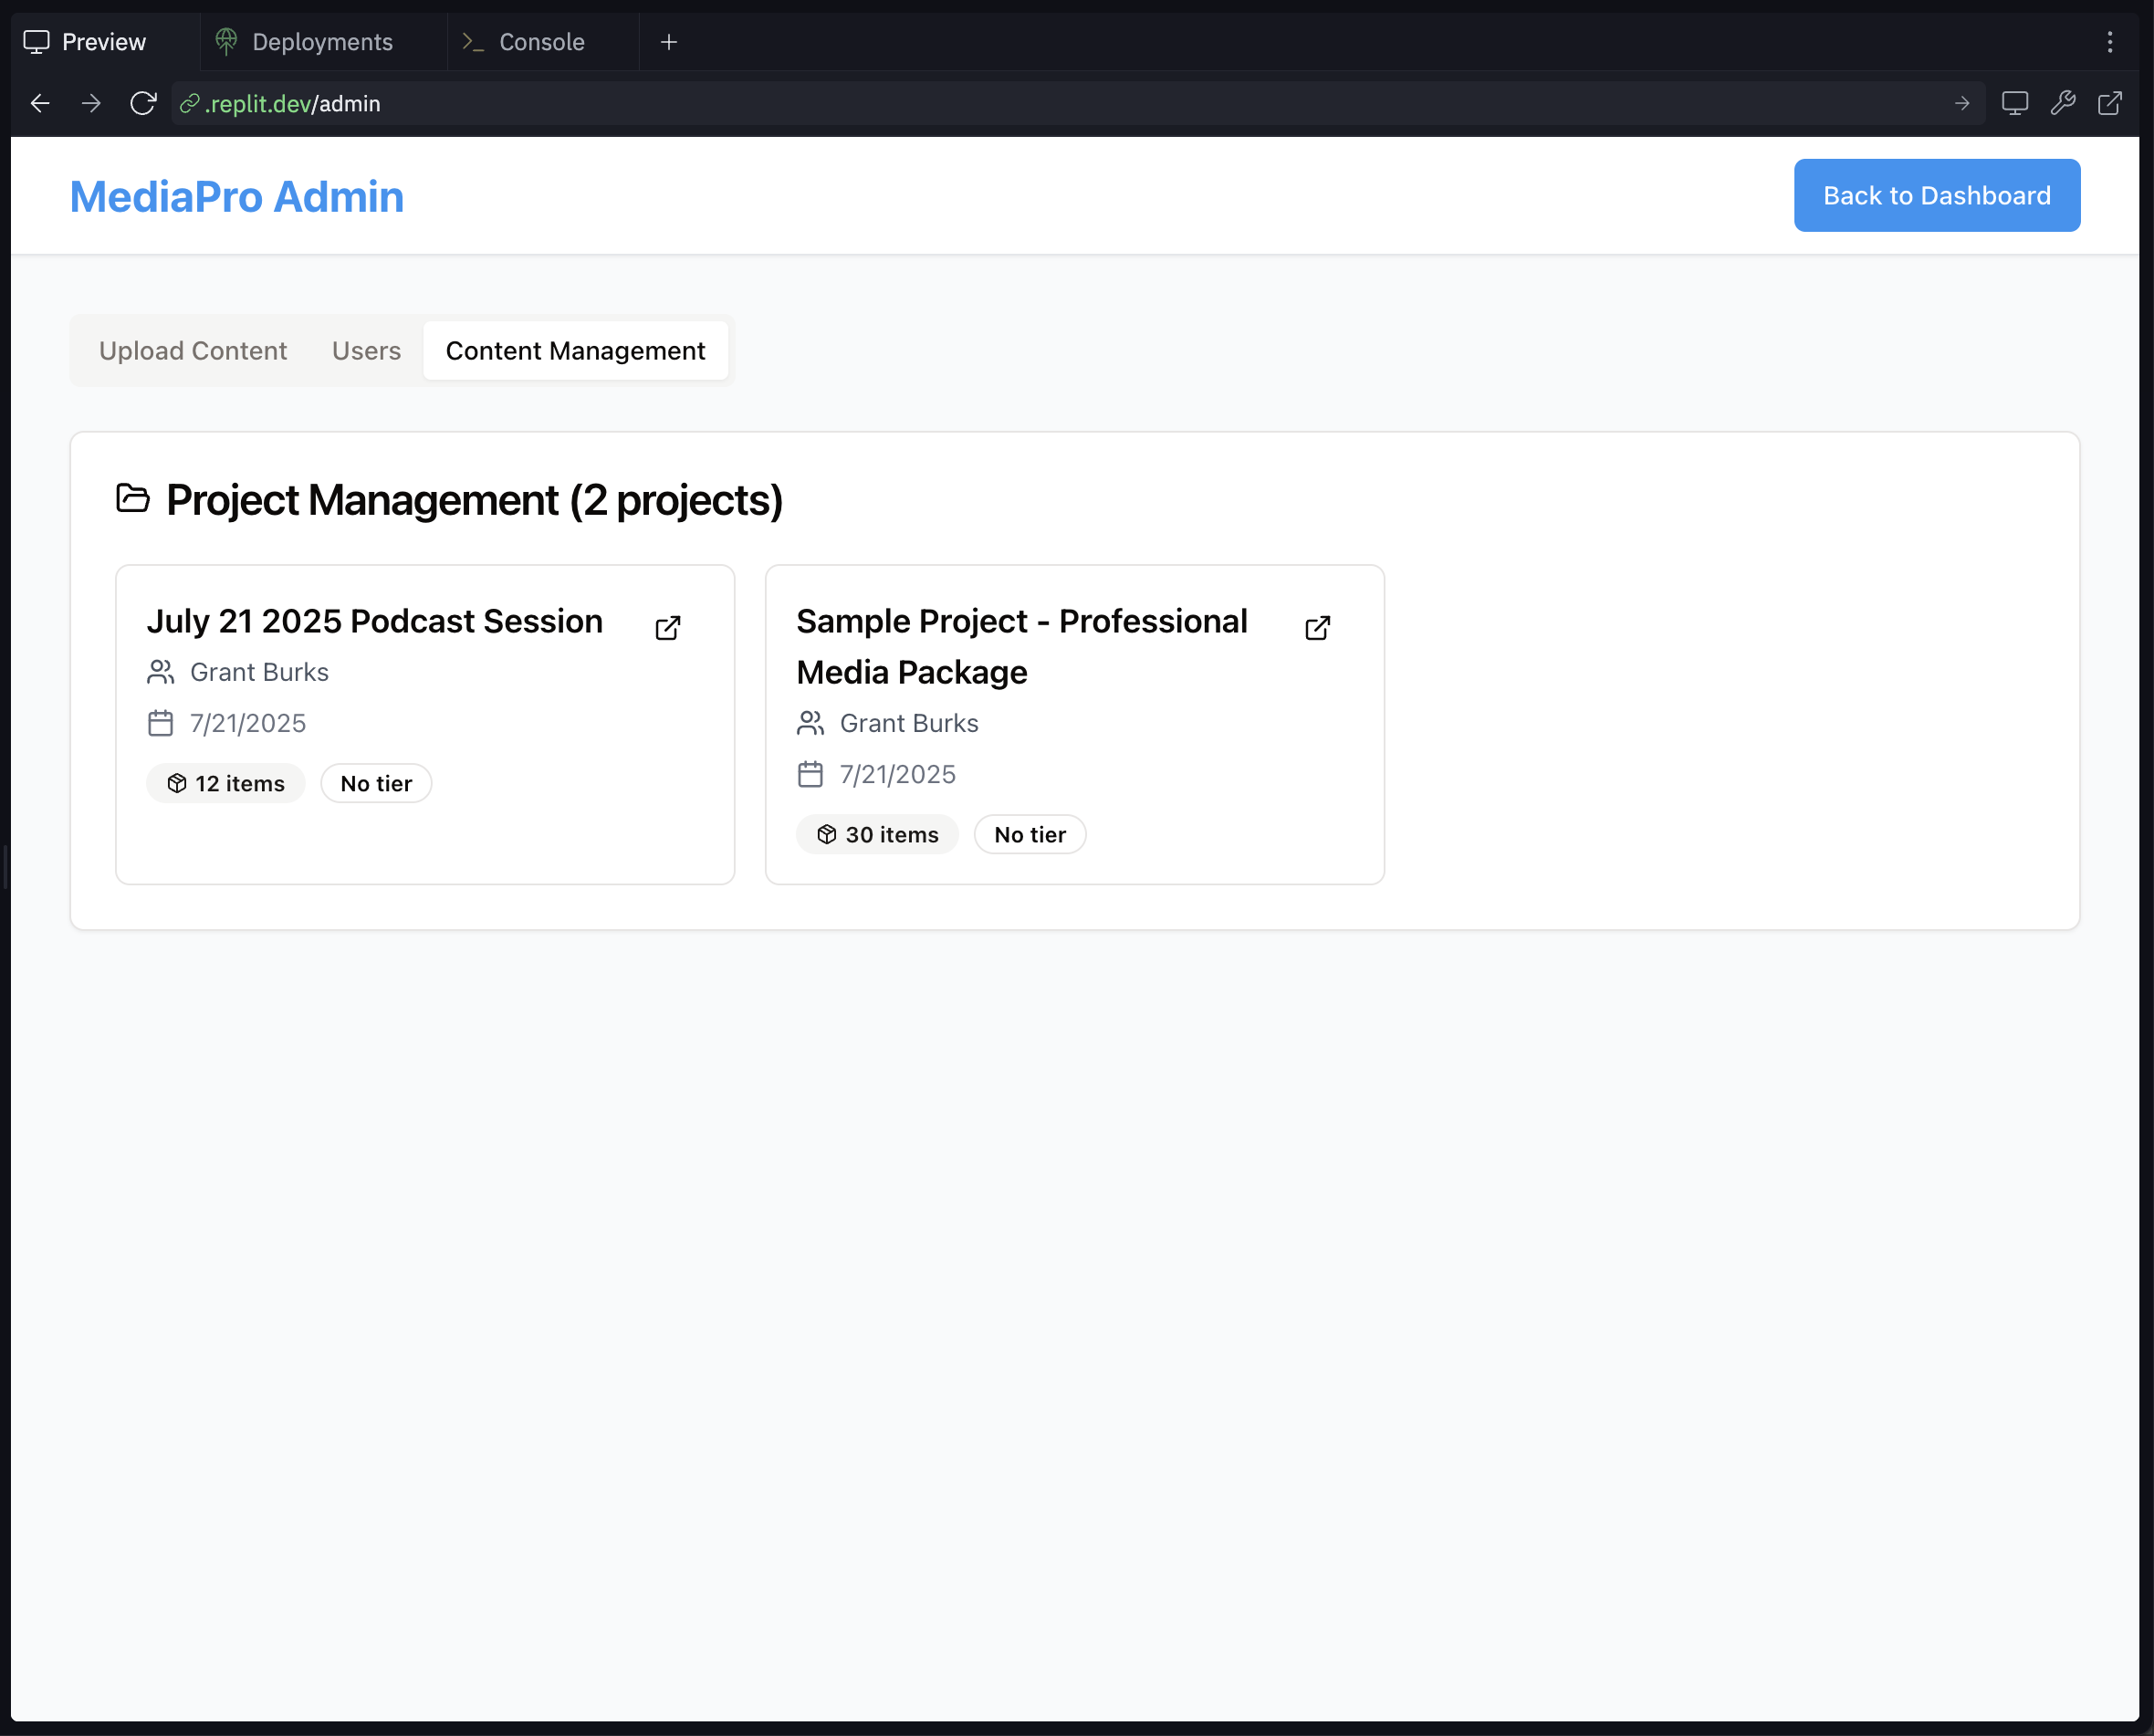 Preview
Deployments
Console
.replit.dev/admin
MediaPro Admin
Back to Dashboard
Upload Content
Users
Content Management
Project Management (2 projects)
July 21 2025 Podcast Session
Grant Burks
7/21/2025
12 items
No tier
Sample Project - Professional
Media Package
Grant Burks
7/21/2025
30 items
No tier